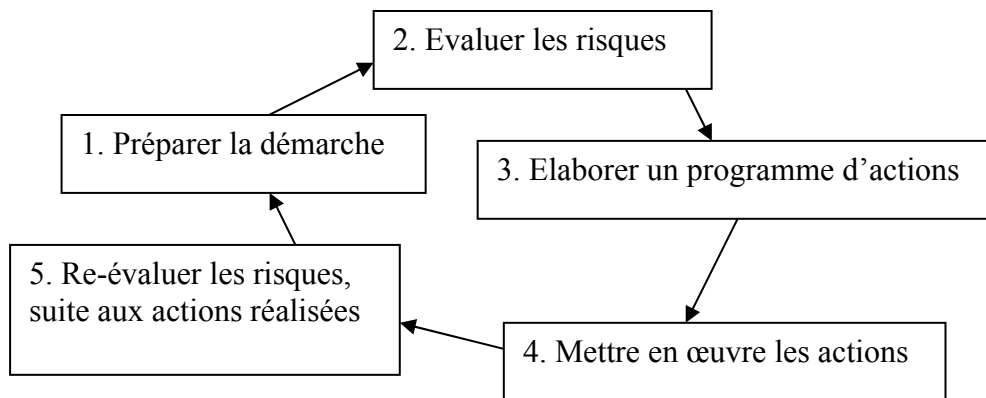 1. Préparer la démarche
2. Evaluer les risques
3. Elaborer un programme d’actions
4. Mettre en œuvre les actions
5. Re-évaluer les risques,
suite aux actions réalisées